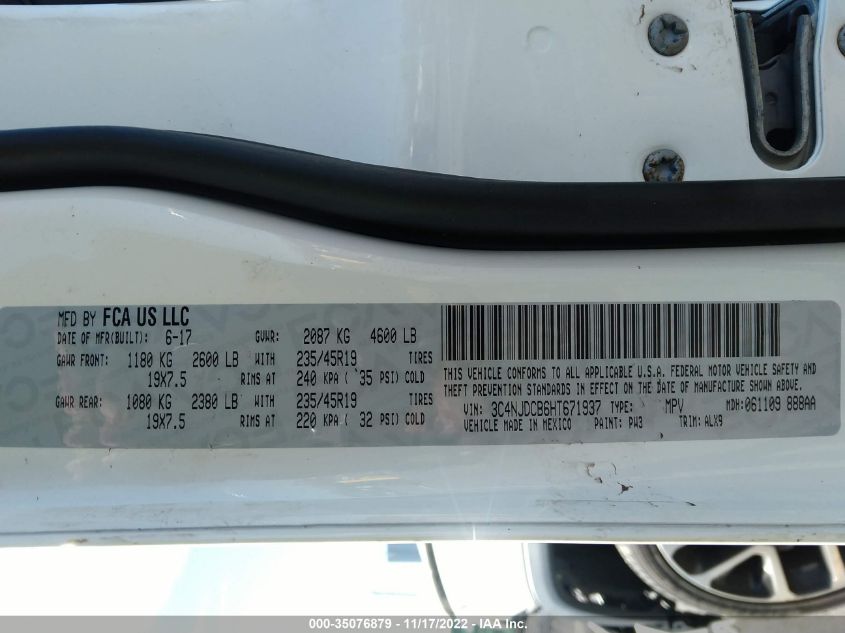 MFD BY FCA US LLC
DATE OF MFR(BUILT): 6-17 GVWR: 2087 KG 4600 LB
GAWR FRONT: 1180 KG 2600 LB WITH 235/45R19 TIRES
19X7.5 RIMS AT 240 KPA ( 35 PSI) COLD
GAWR REAR: 1080 KG 2380 LB WITH 235/45R19 TIRES
19X7.5 RIMS AT 220 KPA ( 32 PSI) COLD
THIS VEHICLE CONFORMS TO ALL APPLICABLE U.S.A. FEDERAL MOTOR VEHICLE SAFETY AND
THEFT PREVENTION STANDARDS IN EFFECT ON THE DATE OF MANUFACTURE SHOWN ABOVE.
VIN: 3C4NJDCB6HT671937 TYPE: MPV MDH: 061109 888AA
VEHICLE MADE IN MEXICO PAINT: PW3 TRIM: ALX9
000-35076879 - 11/17/2022 - IAA Inc.